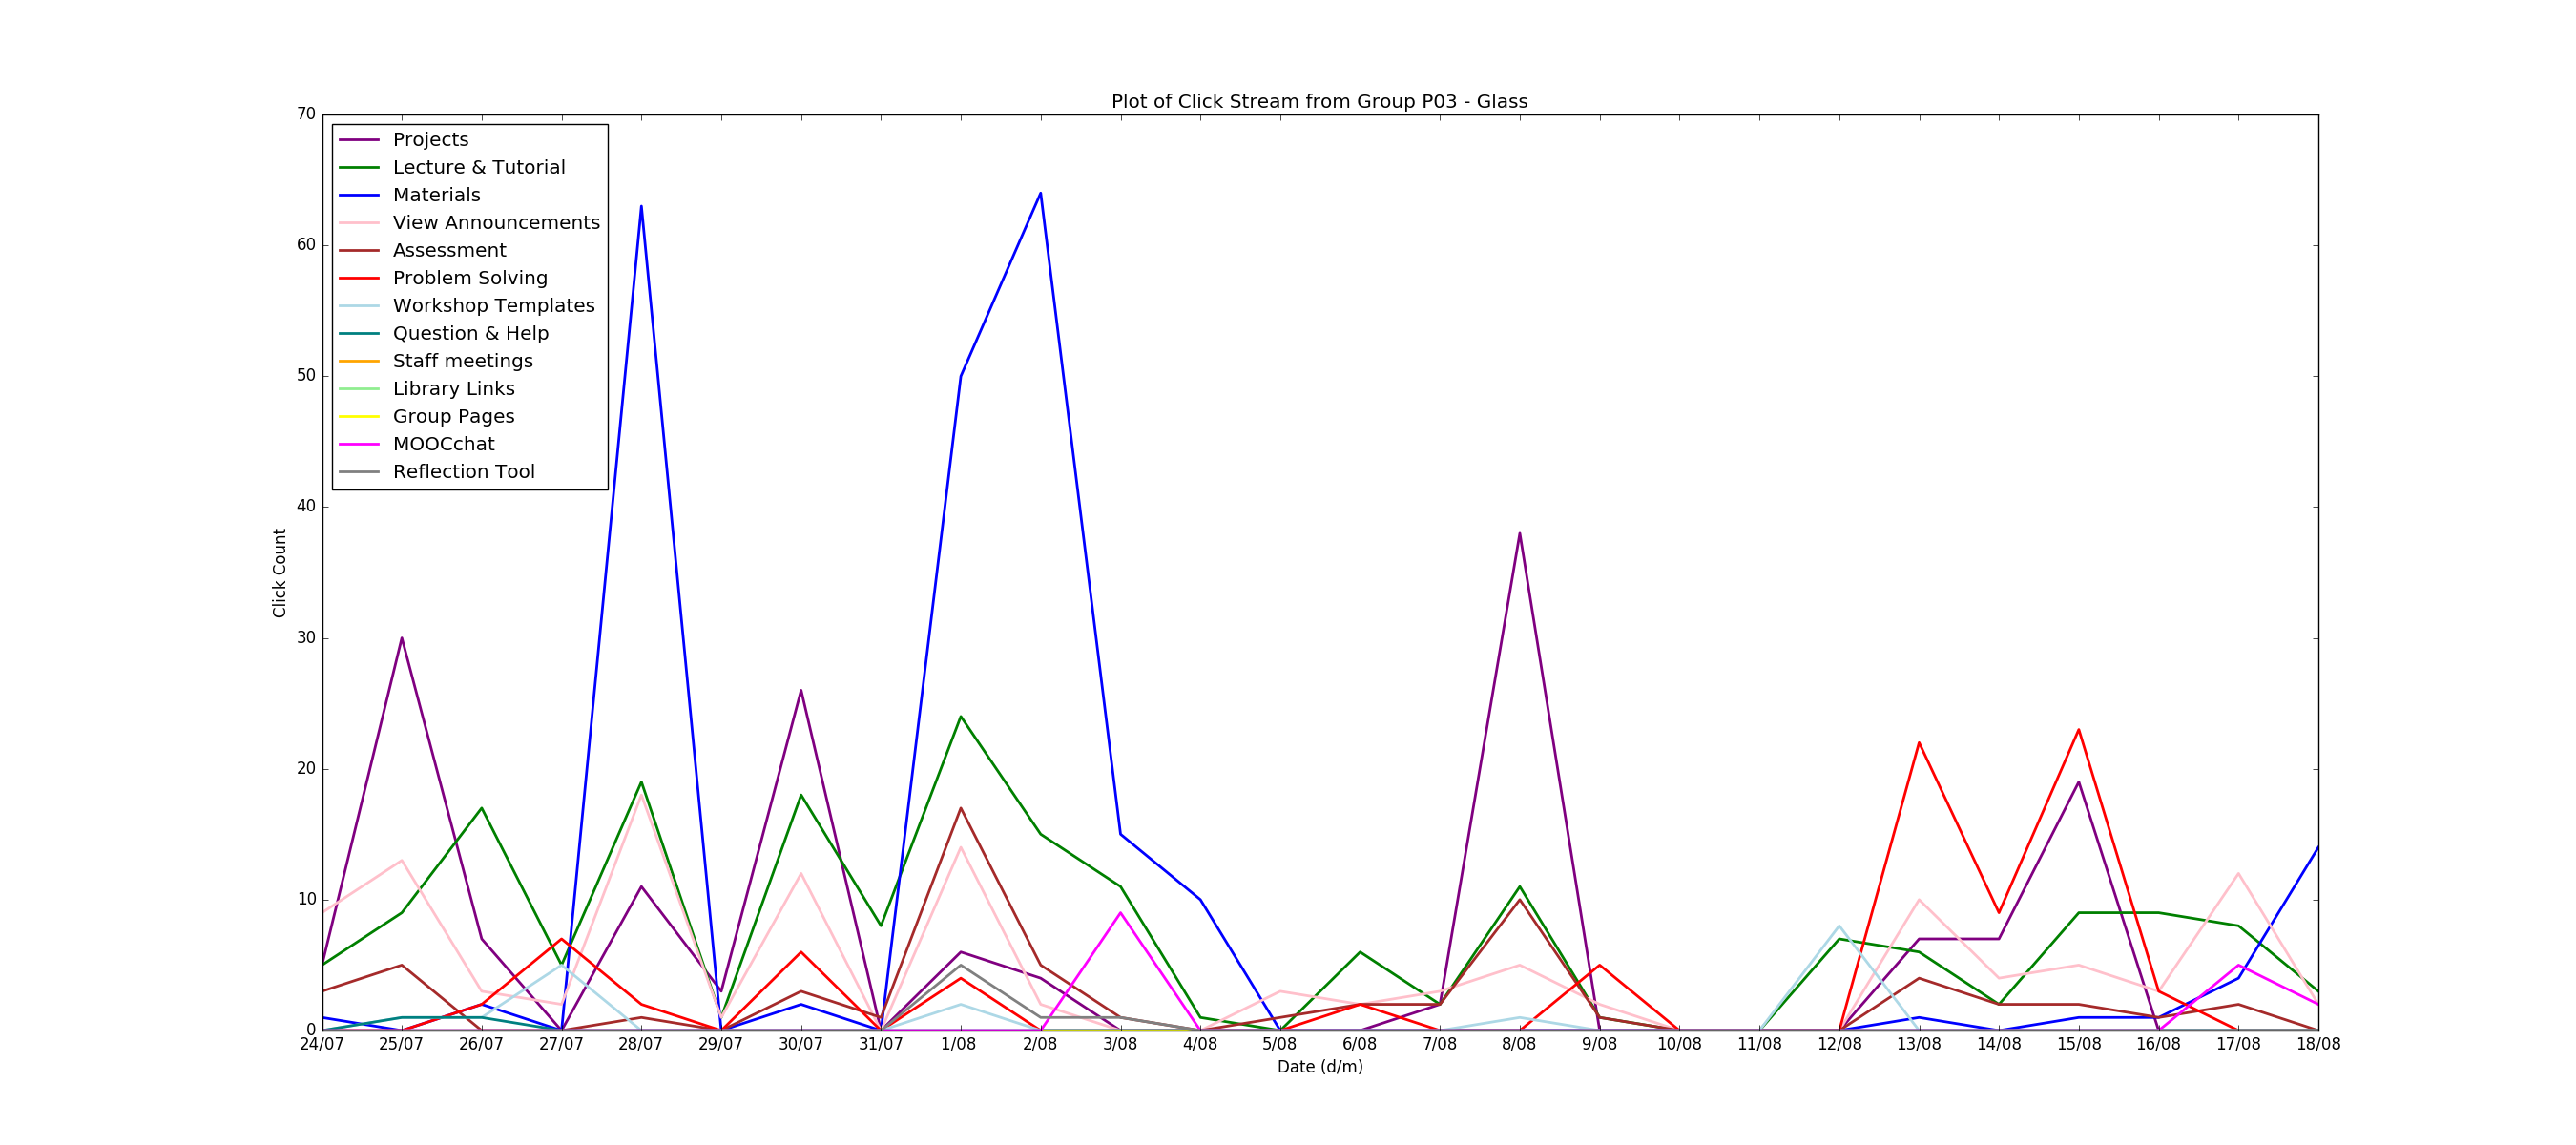 Plot of Click Stream from Group P03 - Glass
70
60
50
40
30
20
10
0
Click Count
Projects
Lecture & Tutorial
Materials
View Announcements
Assessment
Problem Solving
Workshop Templates
Question & Help
Staff meetings
Library Links
Group Pages
MOOCchat
Reflection Tool
24/07 25/07 26/07 27/07 28/07 29/07 30/07 31/07 1/08 2/08 3/08 4/08 5/08 6/08 7/08 8/08 9/08 10/08 11/08 12/08 13/08 14/08 15/08 16/08 17/08 18/08
Date (d/m)